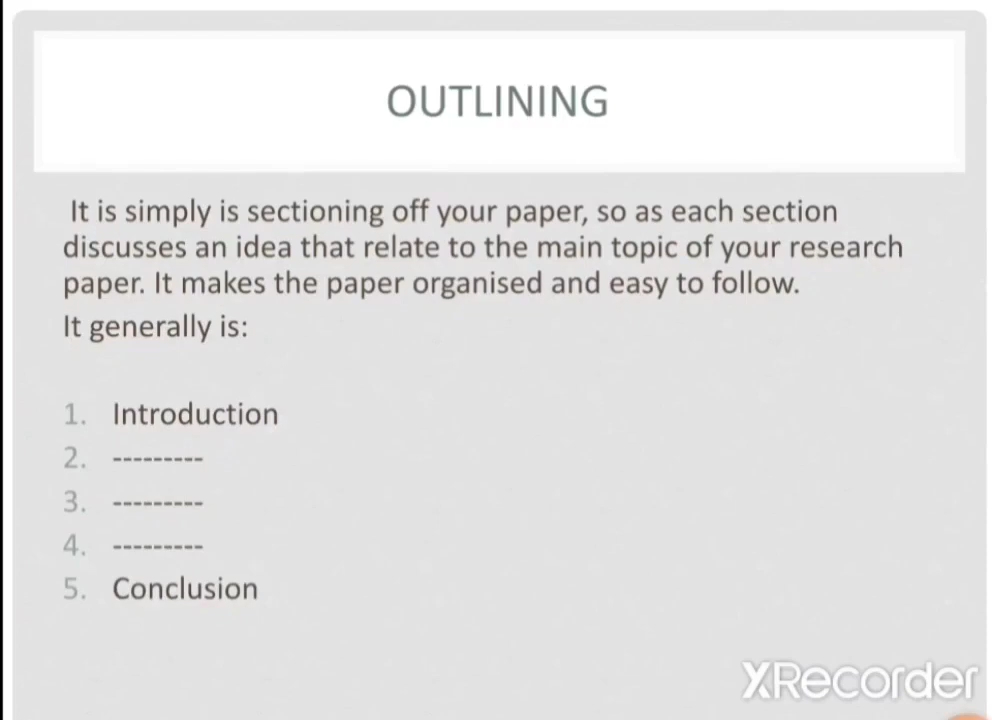 OUTLINING
It is simply is sectioning off your paper, so as each section
discusses an idea that relate to the main topic of your research
paper. It makes the paper organised and easy to follow.
It generally is:
1. Introduction
2. ---------
3. ---------
4. ---------
5. Conclusion
XRecorder